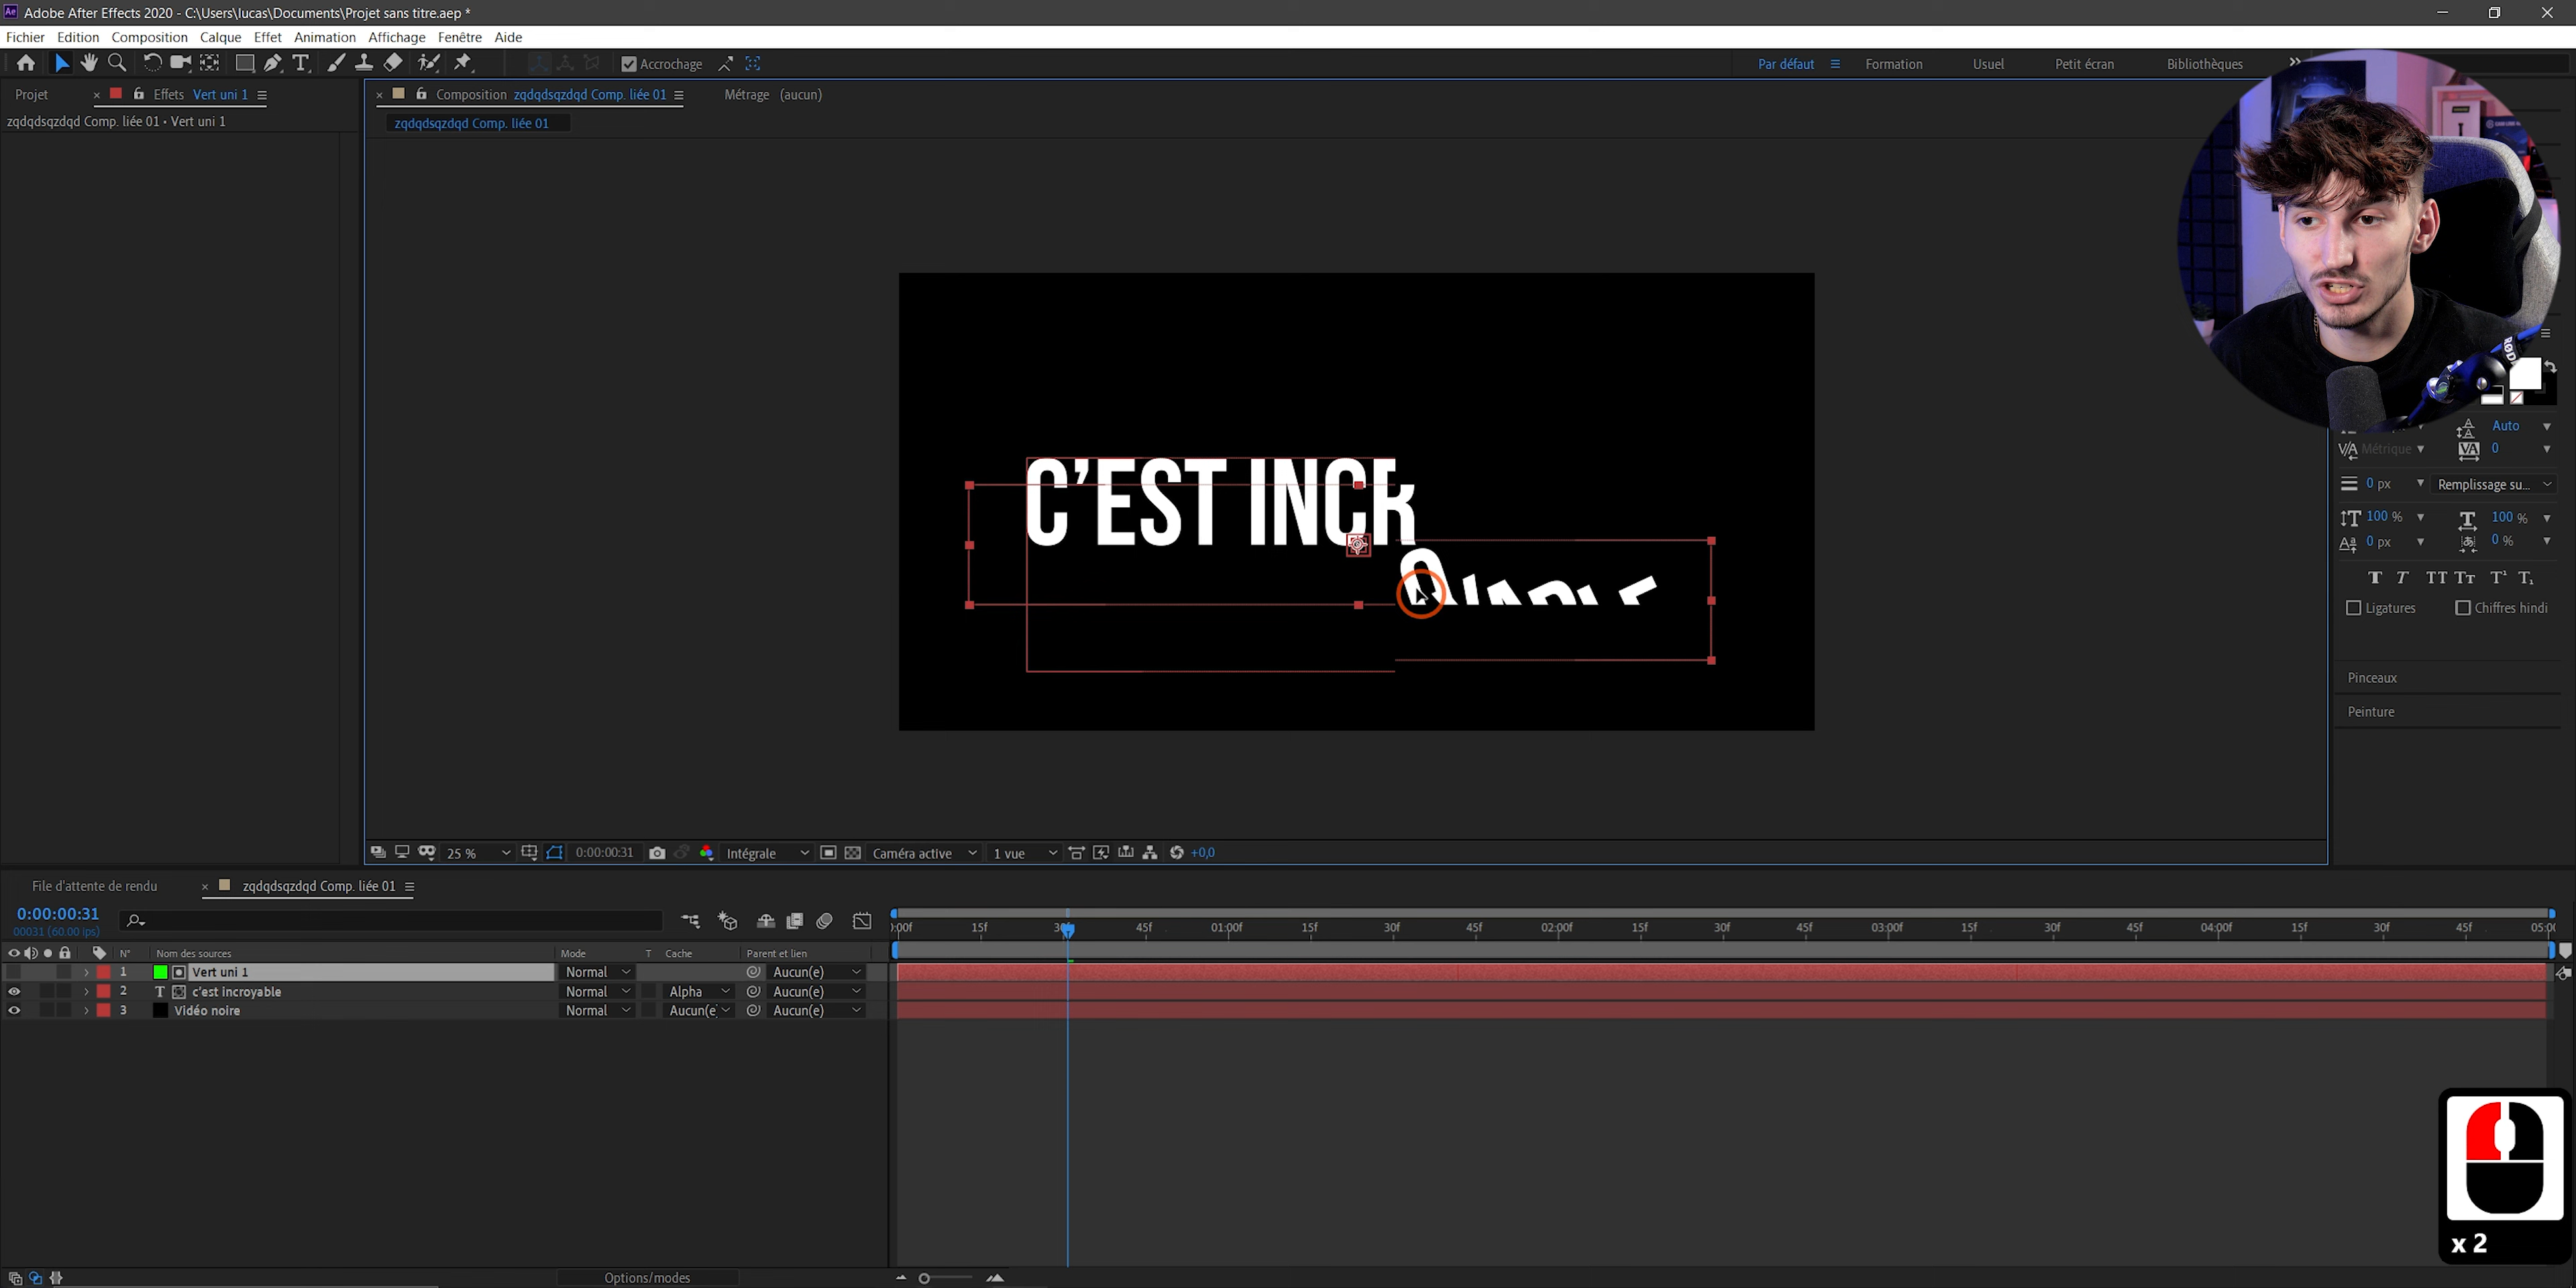 Adobe After Effects 2020 - C:\Users\lucas\Documents\Projet sans titre.aep *
Fichier Edition Composition Calque Effet Animation Affichage Fenêtre Aide
Accrochage Par défaut Formation Usuel Petit écran Bibliothèques
Projet Effets Vert uni 1 Composition zqdqdsqzdqd Comp. liée 01 Métrage (aucun)
zqdqdsqzdqd Comp. liée 01 • Vert uni 1 zqdqdsqzdqd Comp. liée 01
C'EST INCR
Auto
Métrique 0
0 px Remplissage su...
100 % 100 %
0 px 0 %
T T TT Tт T¹ T₁
Ligatures Chiffres hindi
Pinceaux
Peinture
25 % 0:00:00:31 Intégrale Caméra active 1 vue +0,0
File d'attente de rendu zqdqdsqzdqd Comp. liée 01
0:00:00:31
00031 (60.00 ips)
):00f 15f 30f 45f 01:00f 15f 30f 45f 02:00f 15f 30f 45f 03:00f 15f 30f 45f 04:00f 15f 30f 45f 05:00
N° Nom des sources Mode T Cache Parent et lien
1 Vert uni 1 Normal Aucun(e)
2 c'est incroyable Normal Alpha Aucun(e)
3 Vidéo noire Normal Aucun(e) Aucun(e)
x 2
Options/modes